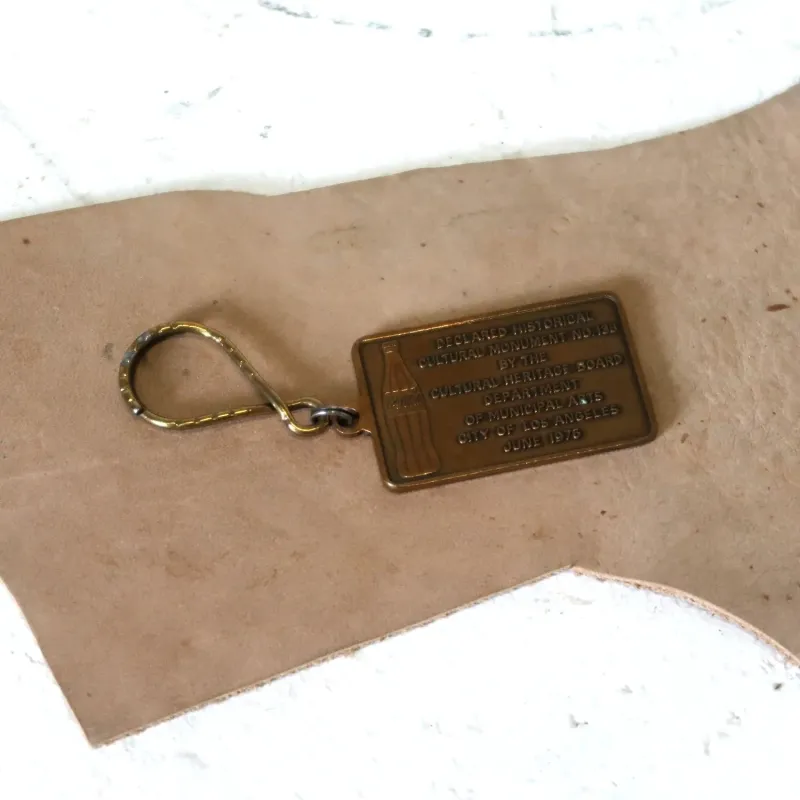 DECLARED HISTORICAL
CULTURAL MONUMENT NO.
BY THE
CULTURAL HERITAGE BOARD
DEPARTMENT
OF MUNICIPAL ARTS
CITY OF LOS ANGELES
JUNE 1975